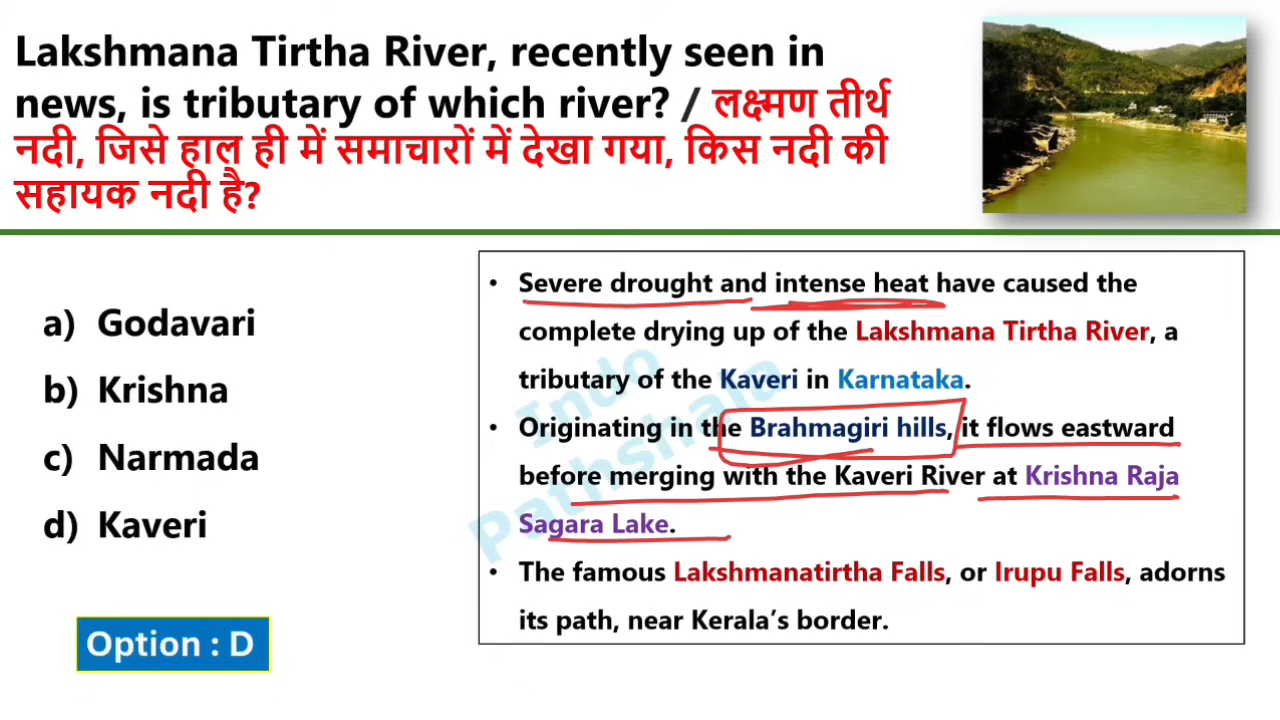 Lakshmana Tirtha River, recently seen in
news, is tributary of which river? / लक्ष्मण तीर्थ
नदी, जिसे हाल ही में समाचारों में देखा गया, किस नदी की
सहायक नदी है?
a) Godavari
b) Krishna
c) Narmada
d) Kaveri
Option : D
• Severe drought and intense heat have caused the
complete drying up of the Lakshmana Tirtha River, a
tributary of the Kaveri in Karnataka.
• Originating in the Brahmagiri hills, it flows eastward
before merging with the Kaveri River at Krishna Raja
Sagara Lake.
• The famous Lakshmanatirtha Falls, or Irupu Falls, adorns
its path, near Kerala’s border.
Indo
Pathshala